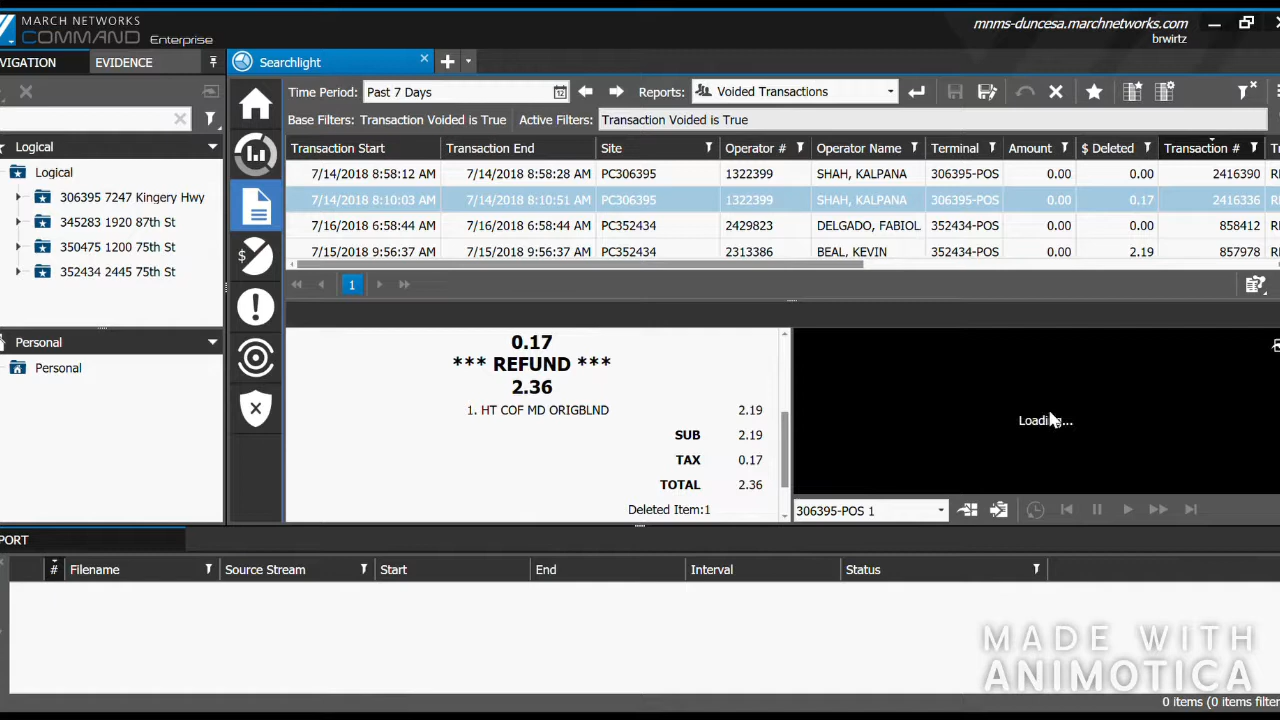 MARCH NETWORKS
COMMAND Enterprise
mnms-duncesa.marchnetworks.com
brwirtz
VIGATION EVIDENCE
Searchlight
Time Period: Past 7 Days Reports: Voided Transactions
Base Filters: Transaction Voided is True Active Filters: Transaction Voided is True
Logical
Logical
306395 7247 Kingery Hwy
345283 1920 87th St
350475 1200 75th St
352434 2445 75th St
Personal
Personal
Transaction Start Transaction End Site Operator # Operator Name Terminal Amount $ Deleted Transaction #
7/14/2018 8:58:12 AM 7/14/2018 8:58:28 AM PC306395 1322399 SHAH, KALPANA 306395-POS 0.00 0.00 2416390
7/14/2018 8:10:03 AM 7/14/2018 8:10:51 AM PC306395 1322399 SHAH, KALPANA 306395-POS 0.00 0.17 2416336
7/16/2018 6:58:44 AM 7/16/2018 6:58:44 AM PC352434 2429823 DELGADO, FABIOL 352434-POS 0.00 0.00 858412
7/15/2018 9:56:37 AM 7/15/2018 9:56:37 AM PC352434 2313386 BEAL, KEVIN 352434-POS 0.00 2.19 857978
1
0.17
*** REFUND ***
2.36
1. HT COF MD ORIGBLND 2.19
SUB 2.19
TAX 0.17
TOTAL 2.36
Deleted Item:1
Loading...
306395-POS 1
PORT
# Filename Source Stream Start End Interval Status
MADE WITH
ANIMOTICA
0 items (0 items filter